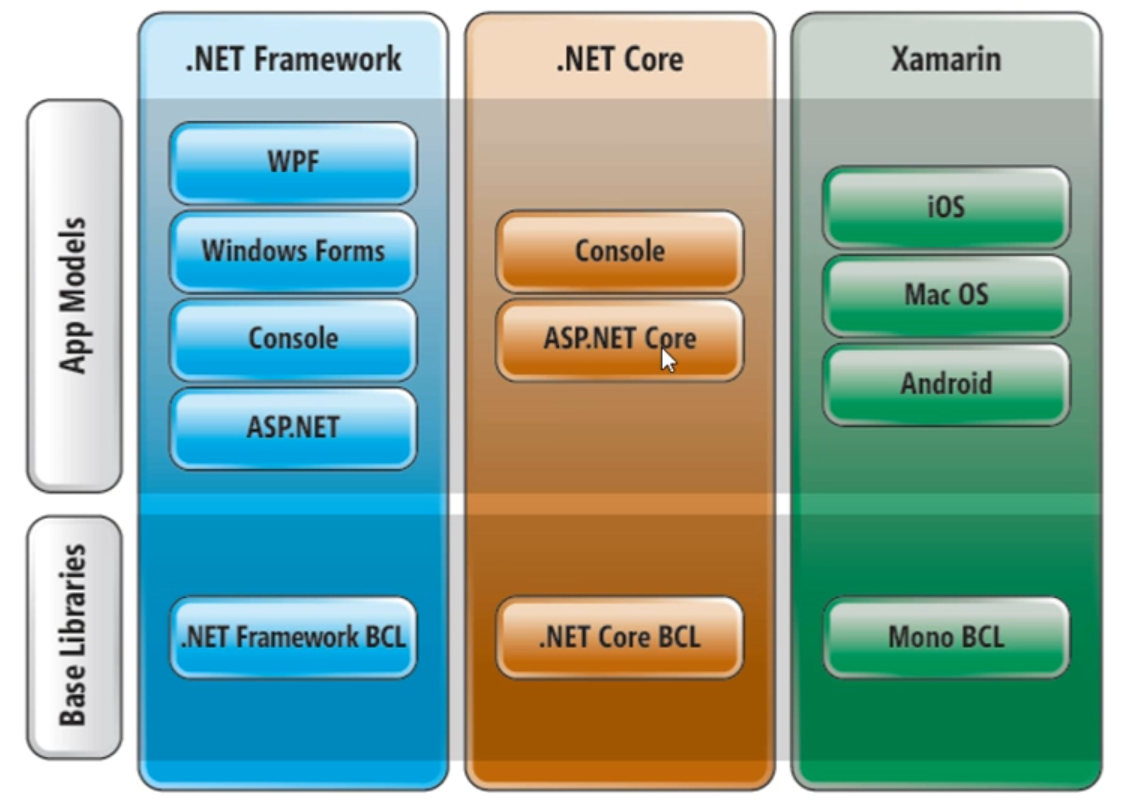 .NET Framework
.NET Core
Xamarin
App Models
WPF
Windows Forms
Console
ASP.NET
Console
ASP.NET Core
iOS
Mac OS
Android
Base Libraries
.NET Framework BCL
.NET Core BCL
Mono BCL